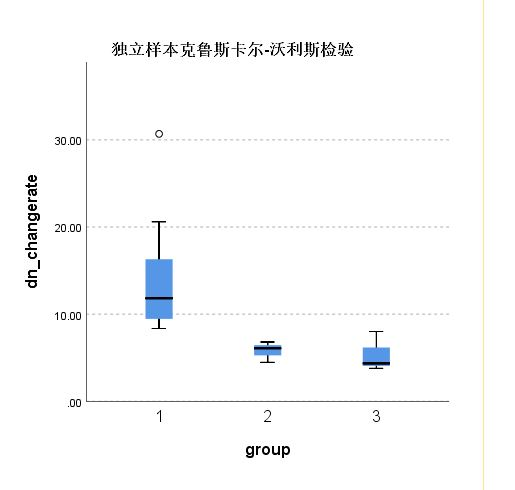 独立样本克鲁斯卡尔-沃利斯检验
30.00
20.00
10.00
.00
dn_changerate
1 2 3
group